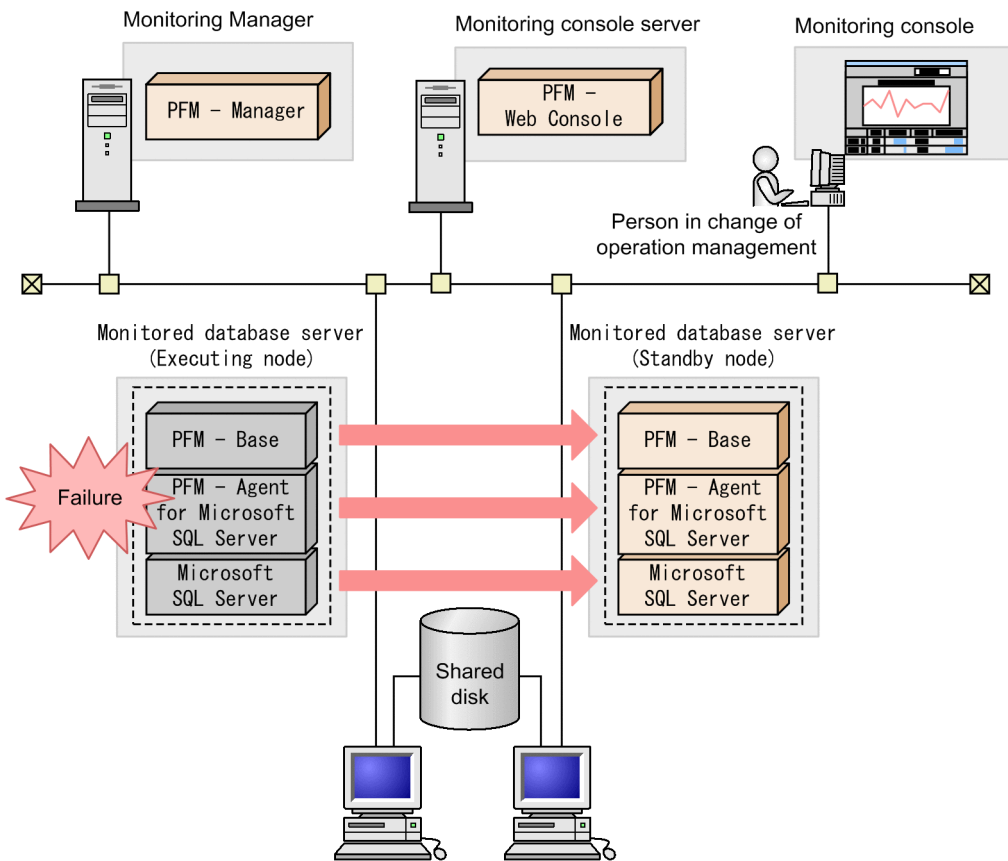 Monitoring Manager
Monitoring console server
Monitoring console
PFM - Manager
PFM -
Web Console
Person in change of
operation management
Monitored database server
(Executing node)
Monitored database server
(Standby node)
PFM - Base
PFM - Agent
for Microsoft
SQL Server
Microsoft
SQL Server
Failure
PFM - Base
PFM - Agent
for Microsoft
SQL Server
Microsoft
SQL Server
Shared
disk